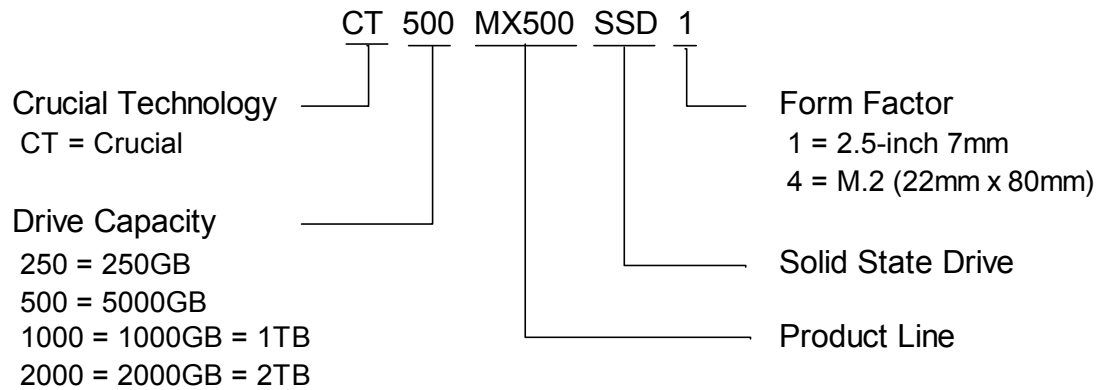 CT 500 MX500 SSD 1
Crucial Technology
CT = Crucial
Drive Capacity
250 = 250GB
500 = 5000GB
1000 = 1000GB = 1TB
2000 = 2000GB = 2TB
Form Factor
1 = 2.5-inch 7mm
4 = M.2 (22mm x 80mm)
Solid State Drive
Product Line